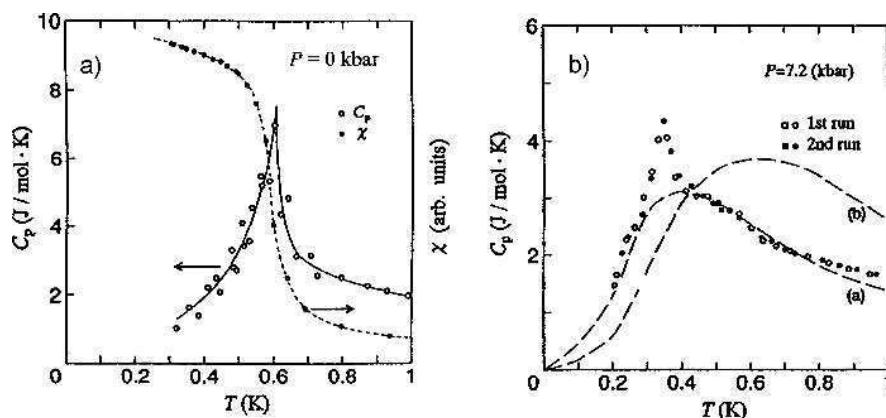 a)
P = 0 kbar
C_P
χ
10
8
6
4
2
0
0
0.2
0.4
0.6
0.8
1
C_P (J / mol · K)
χ (arb. units)
T (K)
b)
P=7.2 (kbar)
1st run
2nd run
(b)
(a)
6
4
2
0
0.2
0.4
0.6
0.8
1
C_P (J / mol · K)
T (K)